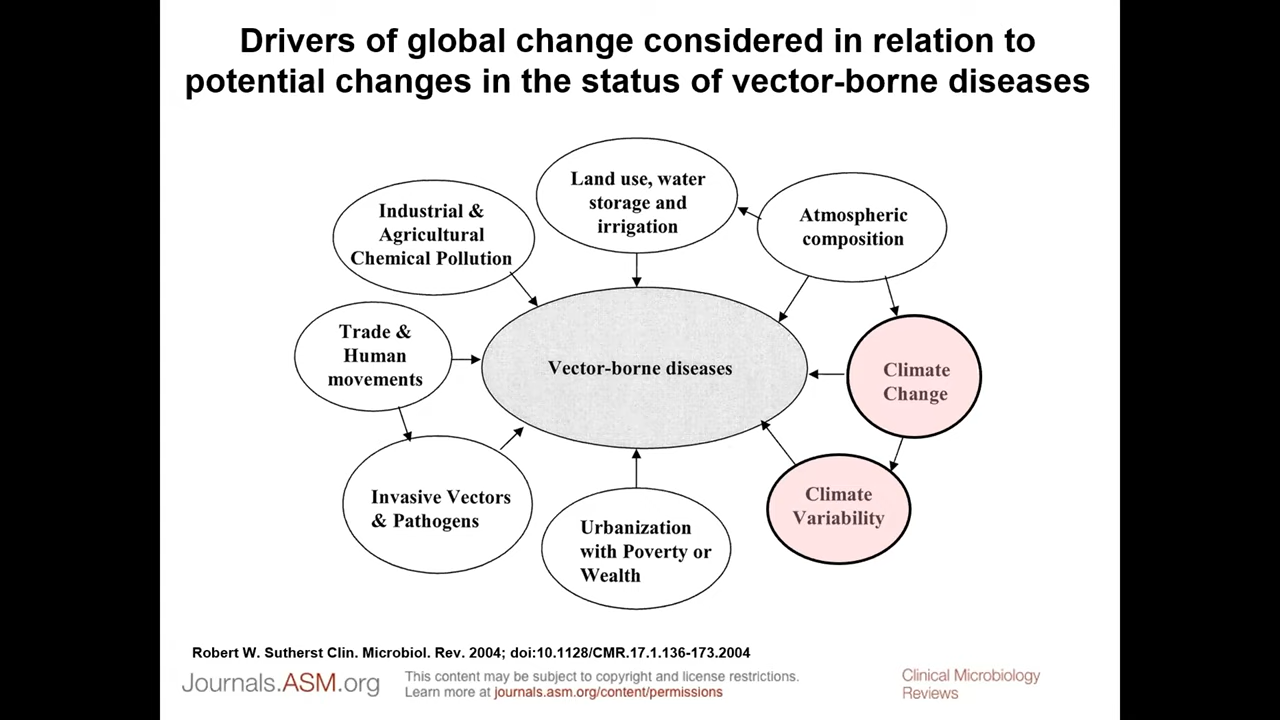 Drivers of global change considered in relation to
potential changes in the status of vector-borne diseases
Land use, water
storage and
irrigation
Industrial &
Agricultural
Chemical Pollution
Atmospheric
composition
Trade &
Human
movements
Vector-borne diseases
Climate
Change
Invasive Vectors
& Pathogens
Urbanization
with Poverty or
Wealth
Climate
Variability
Robert W. Sutherst Clin. Microbiol. Rev. 2004; doi:10.1128/CMR.17.1.136-173.2004
Journals.ASM.org
This content may be subject to copyright and license restrictions.
Learn more at journals.asm.org/content/permissions
Clinical Microbiology
Reviews